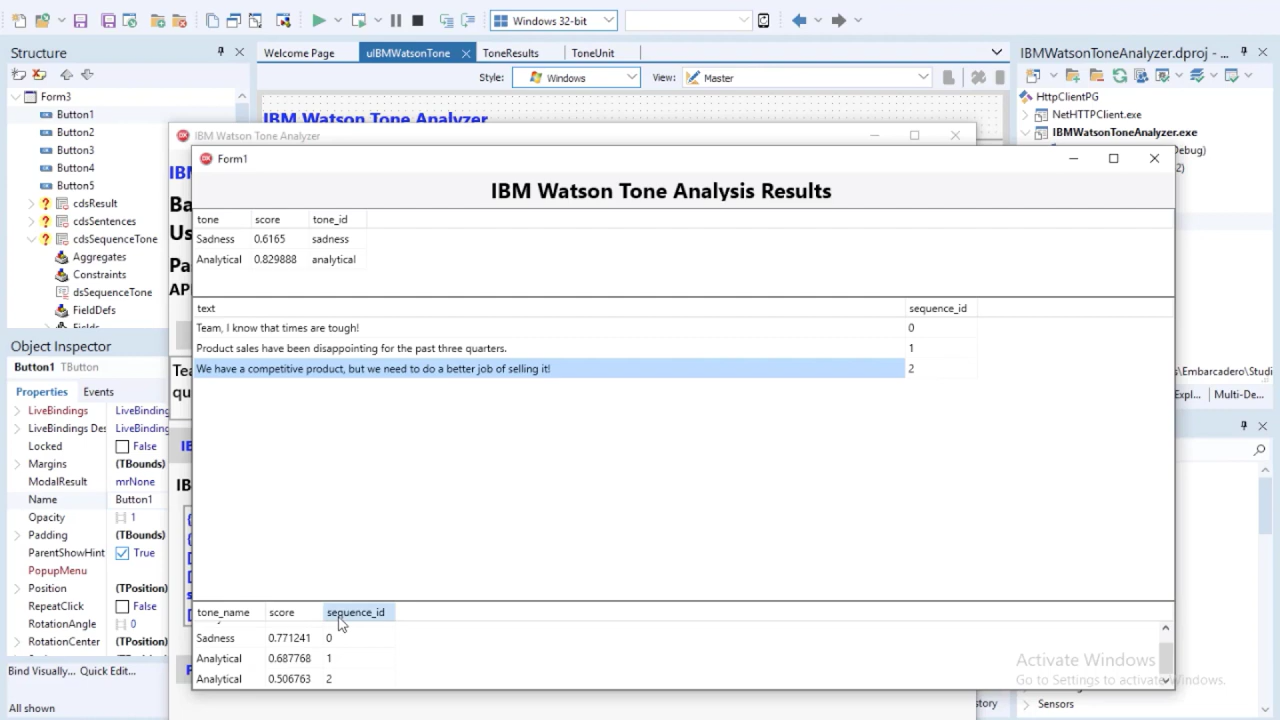 Windows 32-bit
Structure
Welcome Page
uIBMWatsonTone
ToneResults
ToneUnit
IBMWatsonToneAnalyzer.dproj - ...
Style:
Windows
View:
Master
Form3
Button1
Button2
Button3
Button4
Button5
cdsResult
cdsSentences
cdsSequenceTone
Aggregates
Constraints
dsSequenceTone
FieldDefs
Fields
HttpClientPG
NetHTTPClient.exe
IBMWatsonToneAnalyzer.exe
IBM Watson Tone Analyzer
IBM Watson Tone Analyzer
Form1
IBM Watson Tone Analysis Results
tone score tone_id
Sadness 0.6165 sadness
Analytical 0.829888 analytical
text sequence_id
Team, I know that times are tough! 0
Product sales have been disappointing for the past three quarters. 1
We have a competitive product, but we need to do a better job of selling it! 2
tone_name score sequence_id
Sadness 0.771241 0
Analytical 0.687768 1
Analytical 0.506763 2
Activate Windows
Go to Settings to activate Windows.
Object Inspector
Button1 TButton
Properties Events
LiveBindings LiveBinding
LiveBindings Des LiveBinding
Locked False
Margins (TBounds)
ModalResult mrNone
Name Button1
Opacity 1
Padding (TBounds)
ParentShowHint True
PopupMenu
Position (TPosition)
RepeatClick False
RotationAngle 0
RotationCenter (TPosition)
Bind Visually... Quick Edit...
All shown
s\Embarcadero\Studi
Expl... Multi-De...
Sensors